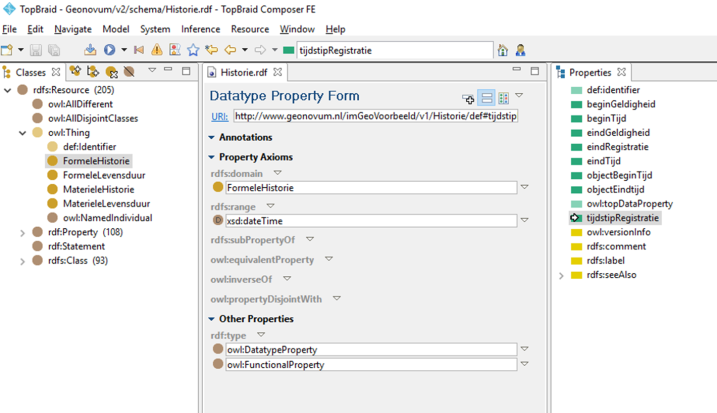 TopBraid - Geonovum/v2/schema/Historie.rdf - TopBraid Composer FE
File Edit Navigate Model System Inference Resource Window Help
tijdstipRegistratie
Classes
rdfs:Resource (205)
owl:AllDifferent
owl:AllDisjointClasses
owl:Thing
def:Identifier
FormeleHistorie
FormeleLevensduur
MaterieleHistorie
MaterieleLevensduur
owl:NamedIndividual
rdf:Property (108)
rdf:Statement
rdfs:Class (93)
Historie.rdf
Datatype Property Form
URI: http://www.geonovum.nl/imGeoVoorbeeld/v1/Historie/def#tijdstip
Annotations
Property Axioms
rdfs:domain
FormeleHistorie
rdfs:range
D xsd:dateTime
rdfs:subPropertyOf
owl:equivalentProperty
owl:inverseOf
owl:propertyDisjointWith
Other Properties
rdf:type
owl:DatatypeProperty
owl:FunctionalProperty
Properties
def:identifier
beginGeldigheid
beginTijd
eindGeldigheid
eindRegistratie
eindTijd
objectBeginTijd
objectEindtijd
owl:topDataProperty
tijdstipRegistratie
owl:versionInfo
rdfs:comment
rdfs:label
rdfs:seeAlso